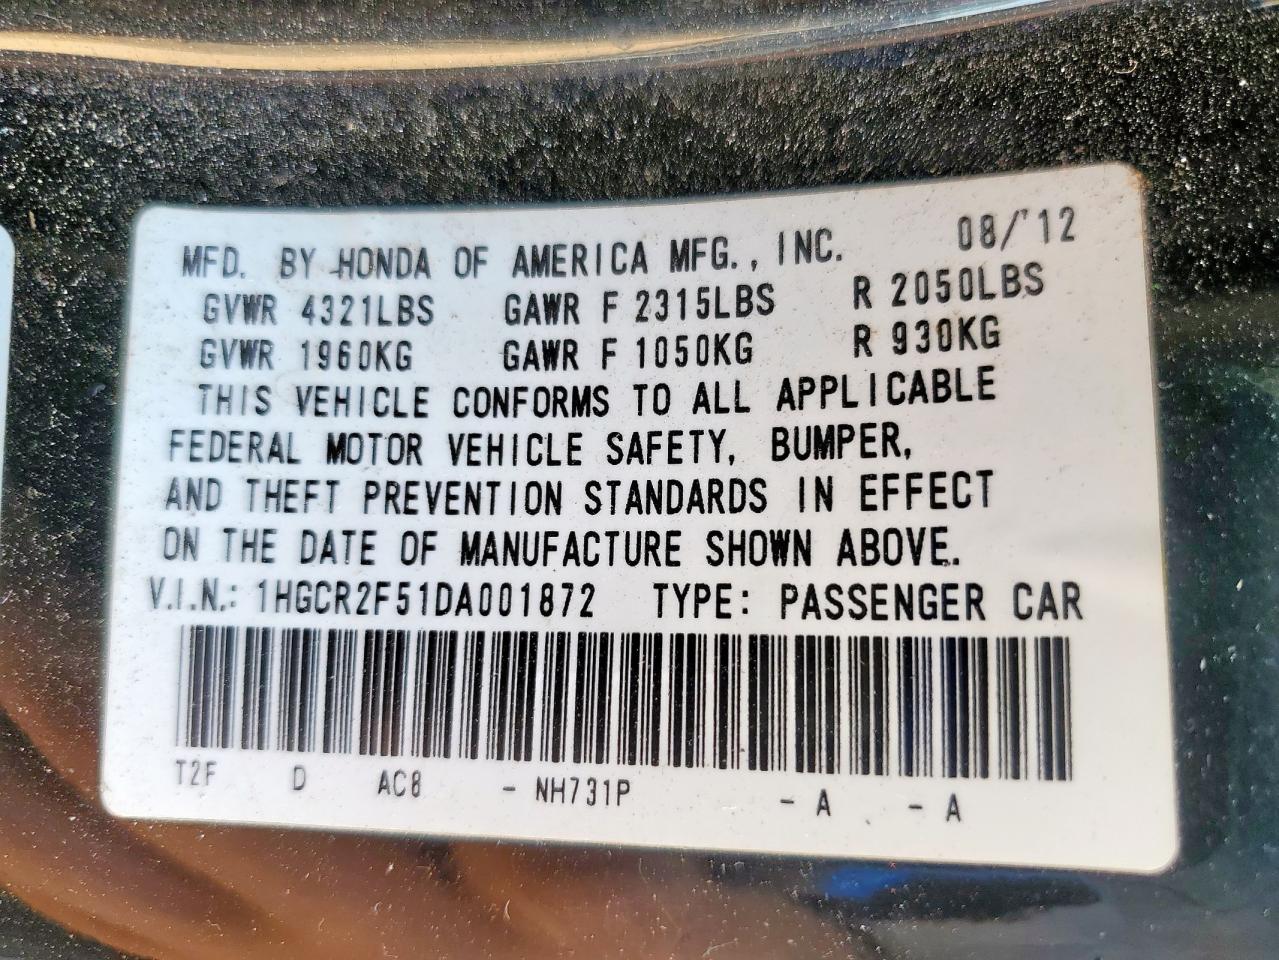 MFD. BY HONDA OF AMERICA MFG., INC. 08/'12
GVWR 4321LBS GAWR F 2315LBS R 2050LBS
GVWR 1960KG GAWR F 1050KG R 930KG
THIS VEHICLE CONFORMS TO ALL APPLICABLE
FEDERAL MOTOR VEHICLE SAFETY, BUMPER,
AND THEFT PREVENTION STANDARDS IN EFFECT
ON THE DATE OF MANUFACTURE SHOWN ABOVE.
V.I.N.: 1HGCR2F51DA001872 TYPE: PASSENGER CAR
T2F D AC8 - NH731P - A - A